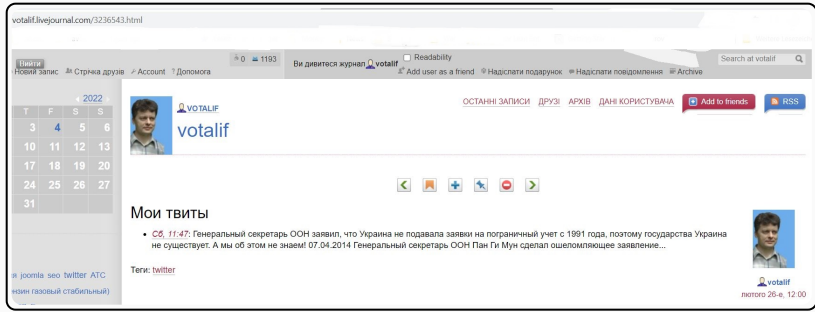 votalif.livejournal.com/3236543.html
Выйти
0 1193
Ви дивитеся журнал votalif
Readability
Search at votalif
Новий запис Стрічка друзів Account Допомога
Add user as a friend Надіслати подарунок Надіслати повідомлення Archive
2022
T F S S
3 4 5 6
10 11 12 13
17 18 19 20
24 25 26 27
31
VOTALIF
votalif
ОСТАННІ ЗАПИСИ ДРУЗІ АРХІВ ДАНІ КОРИСТУВАЧА
Add to friends
RSS
Мои твиты
Сб, 11:47: Генеральный секретарь ООН заявил, что Украина не подавала заявки на пограничный учет с 1991 года, поэтому государства Украина
не существует. А мы об этом не знаем! 07.04.2014 Генеральный секретарь ООН Пан Ги Мун сделал ошеломляющее заявление...
Теги: twitter
votalif
лютого 26-е, 12:00
ся joomla seo twitter АТС
нзин газовый стабильный)